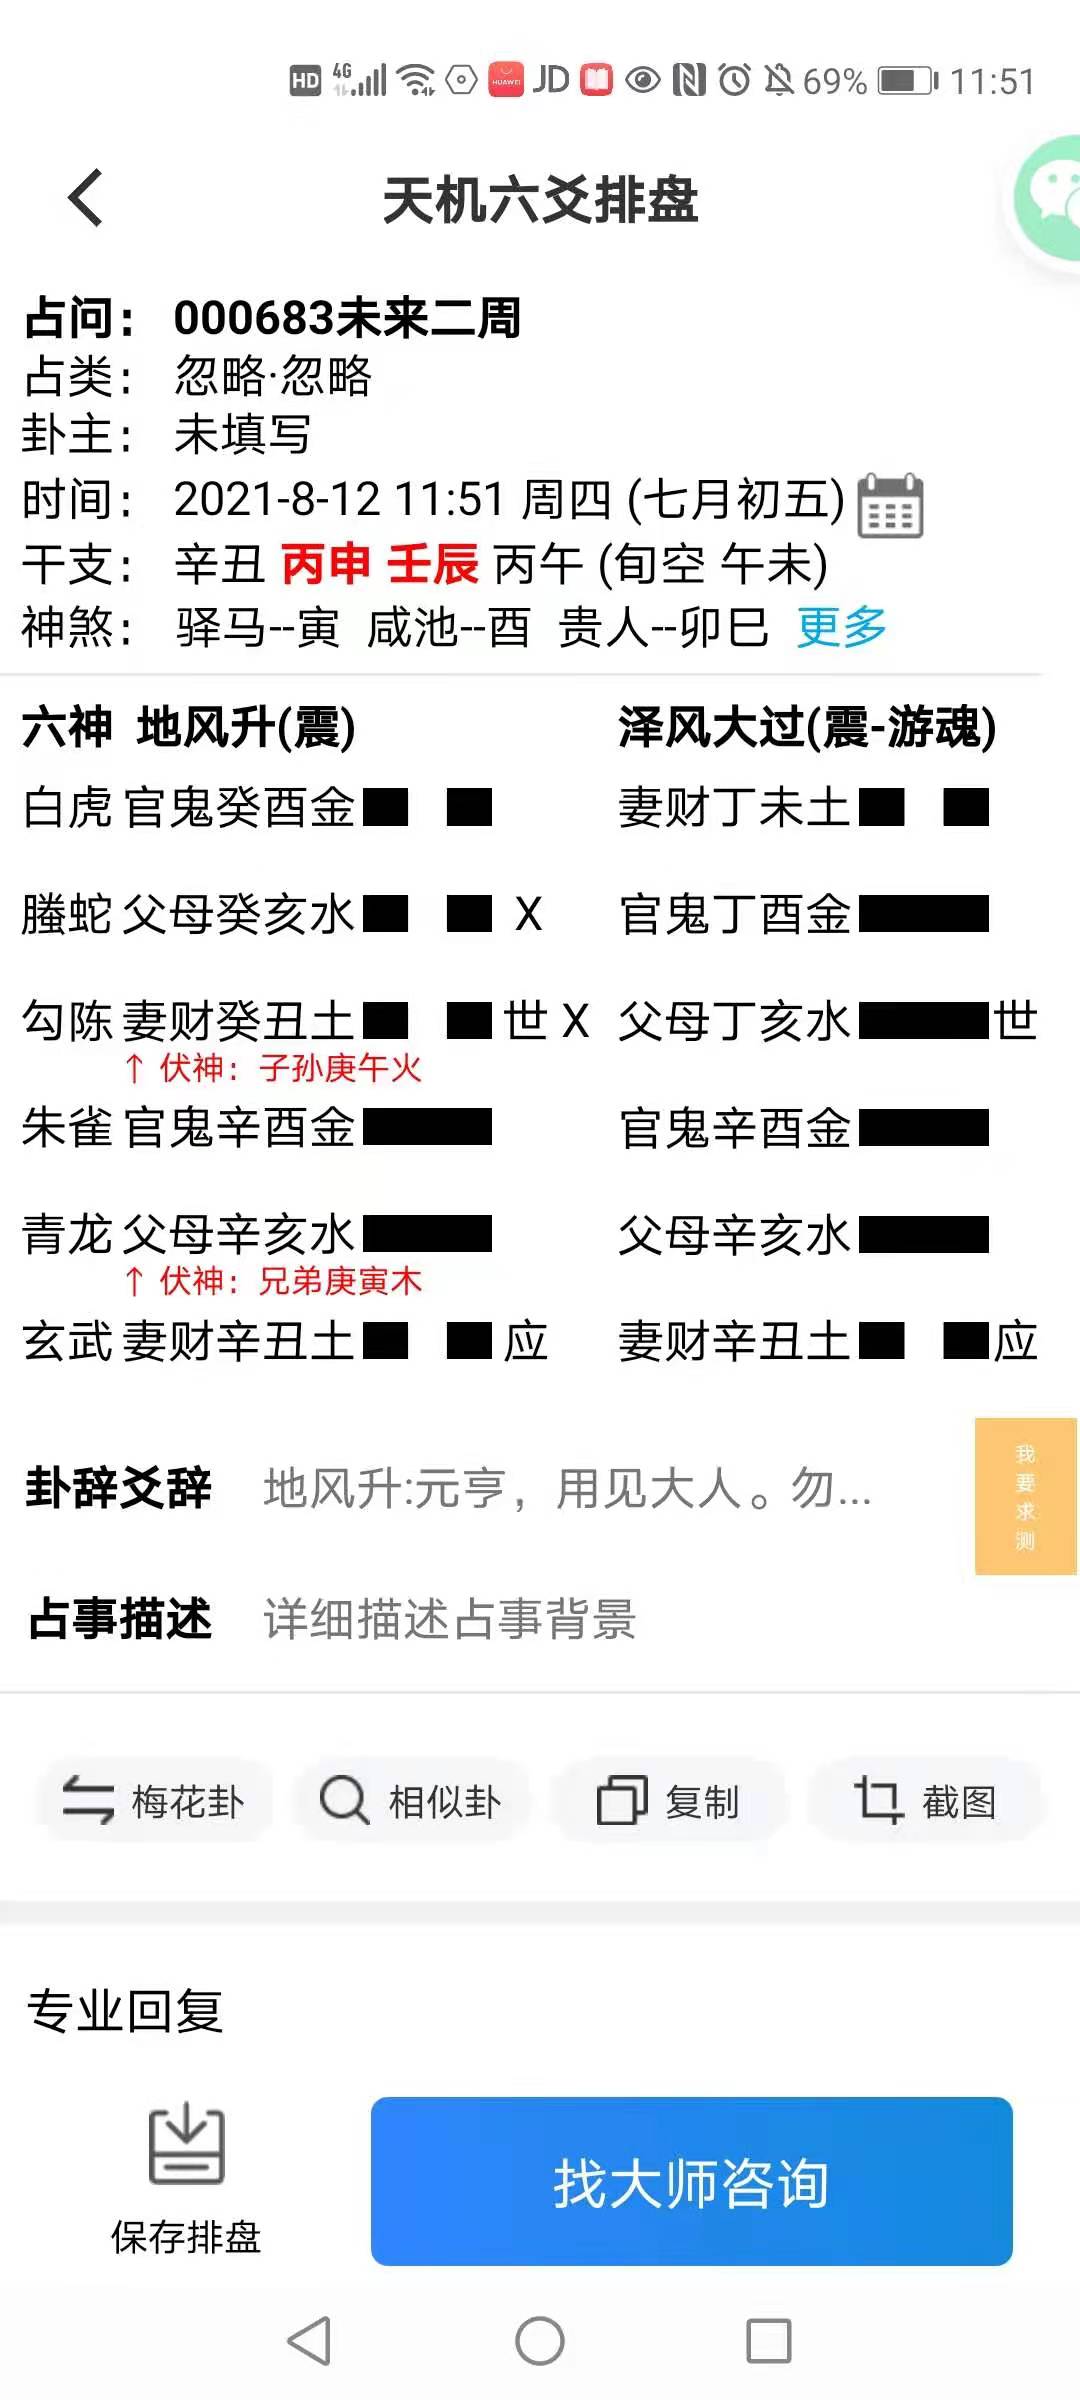 HD 4G HUAWEI JD 69% 11:51
天机六爻排盘
占问： 000683未来二周
占类： 忽略·忽略
卦主： 未填写
时间： 2021-8-12 11:51 周四 (七月初五)
干支： 辛丑 丙申 壬辰 丙午 (旬空 午未)
神煞： 驿马--寅 咸池--酉 贵人--卯巳 更多
六神 地风升(震) 泽风大过(震-游魂)
白虎 官鬼癸酉金 妻财丁未土
螣蛇 父母癸亥水 X 官鬼丁酉金
勾陈 妻财癸丑土 世 X 父母丁亥水 世
↑ 伏神：子孙庚午火
朱雀 官鬼辛酉金 官鬼辛酉金
青龙 父母辛亥水 父母辛亥水
↑ 伏神：兄弟庚寅木
玄武 妻财辛丑土 应 妻财辛丑土 应
卦辞爻辞 地风升:元亨，用见大人。勿...
我要求测
占事描述 详细描述占事背景
梅花卦 相似卦 复制 截图
专业回复
保存排盘 找大师咨询